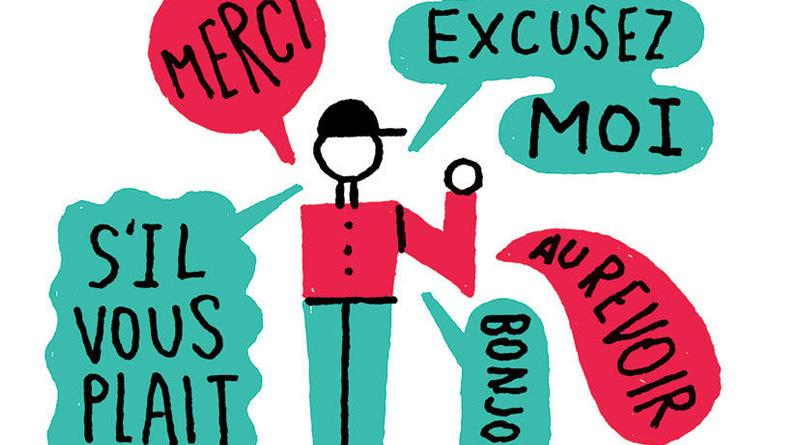 MERCI
EXCUSEZ
MOI
S'IL
VOUS
PLAIT
AU REVOIR
BONJO